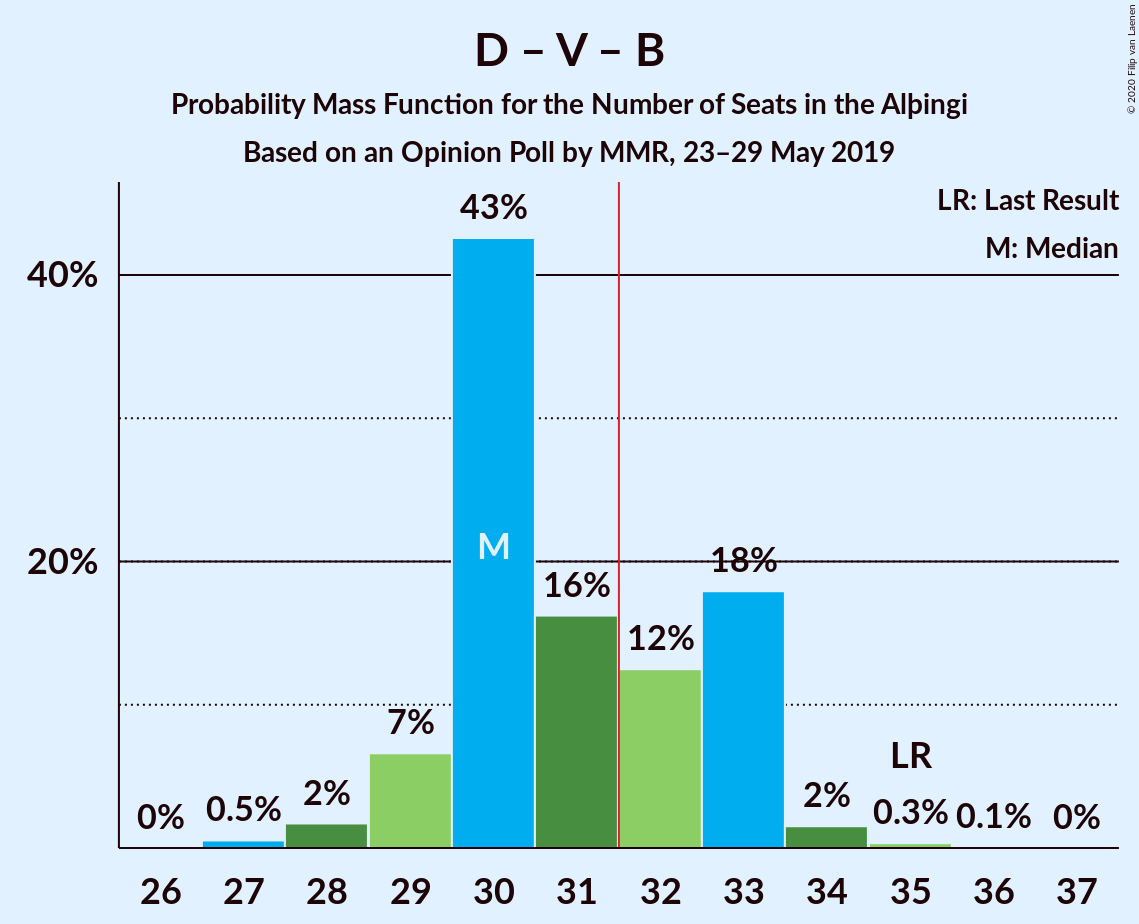 D – V – B
Probability Mass Function for the Number of Seats in the Alþingi
Based on an Opinion Poll by MMR, 23–29 May 2019
© 2020 Filip van Laenen
LR: Last Result
M: Median
40%
20%
0%
0.5%
2%
7%
43%
M
16%
12%
18%
2%
LR
0.3%
0.1%
0%
26 27 28 29 30 31 32 33 34 35 36 37